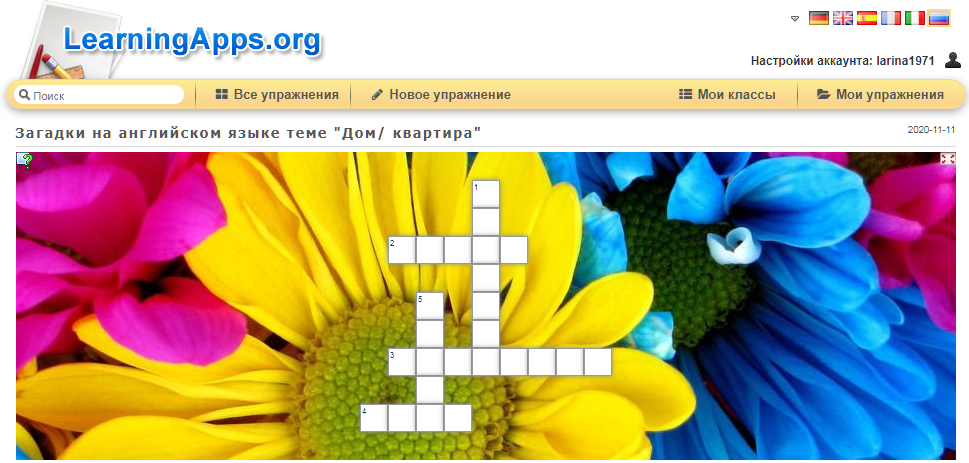 LearningApps.org
Настройки аккаунта: larina1971
Поиск
Все упражнения
Новое упражнение
Мои классы
Мои упражнения
Загадки на английском языке теме "Дом/ квартира"
2020-11-11
1
2
5
3
4